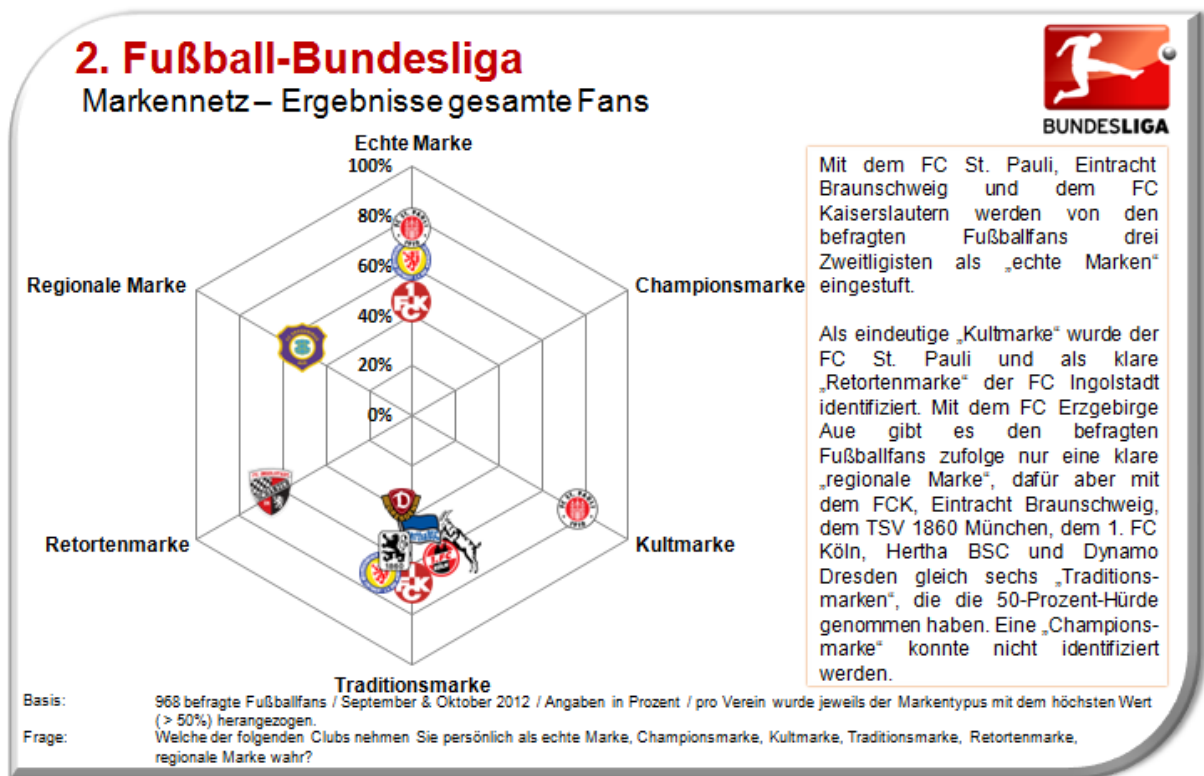 2. Fußball-Bundesliga
Markennetz – Ergebnisse gesamte Fans
BUNDESLIGA
Echte Marke
100%
80%
60%
40%
20%
0%
Regionale Marke
Championsmarke
Retortenmarke
Kultmarke
Traditionsmarke
Mit dem FC St. Pauli, Eintracht
Braunschweig und dem FC
Kaiserslautern werden von den
befragten Fußballfans drei
Zweitligisten als „echte Marken“
eingestuft.
Als eindeutige „Kultmarke“ wurde der
FC St. Pauli und als klare
„Retortenmarke“ der FC Ingolstadt
identifiziert. Mit dem FC Erzgebirge
Aue gibt es den befragten
Fußballfans zufolge nur eine klare
„regionale Marke“, dafür aber mit
dem FCK, Eintracht Braunschweig,
dem TSV 1860 München, dem 1. FC
Köln, Hertha BSC und Dynamo
Dresden gleich sechs „Traditions-
marken“, die die 50-Prozent-Hürde
genommen haben. Eine „Champions-
marke“ konnte nicht identifiziert
werden.
Basis: 968 befragte Fußballfans / September & Oktober 2012 / Angaben in Prozent / pro Verein wurde jeweils der Markentypus mit dem höchsten Wert
( > 50%) herangezogen.
Frage: Welche der folgenden Clubs nehmen Sie persönlich als echte Marke, Championsmarke, Kultmarke, Traditionsmarke, Retortenmarke,
regionale Marke wahr?